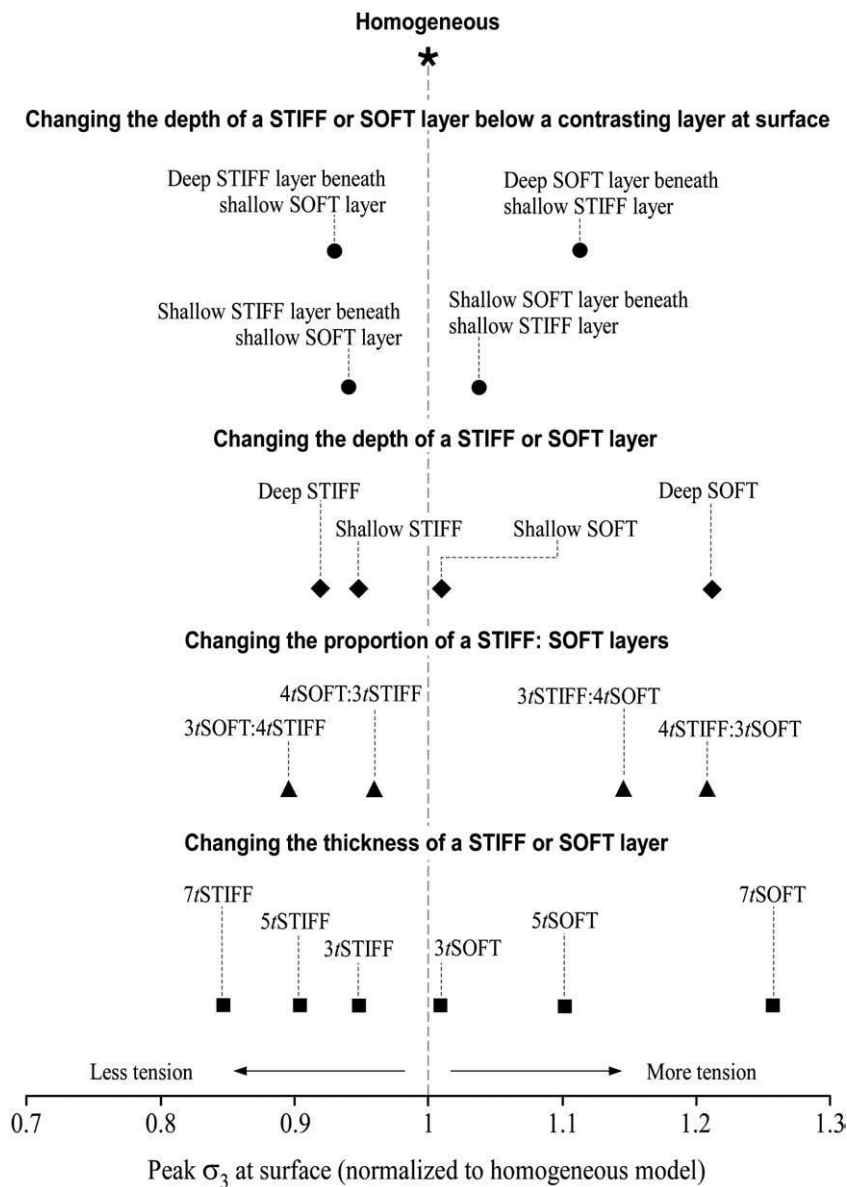 Homogeneous
*
Changing the depth of a STIFF or SOFT layer below a contrasting layer at surface
Deep STIFF layer beneath
shallow SOFT layer
Deep SOFT layer beneath
shallow STIFF layer
Shallow STIFF layer beneath
shallow SOFT layer
Shallow SOFT layer beneath
shallow STIFF layer
Changing the depth of a STIFF or SOFT layer
Deep STIFF
Shallow STIFF
Shallow SOFT
Deep SOFT
Changing the proportion of a STIFF: SOFT layers
3tSOFT:4tSTIFF
4tSOFT:3tSTIFF
3tSTIFF:4tSOFT
4tSTIFF:3tSOFT
Changing the thickness of a STIFF or SOFT layer
7tSTIFF
5tSTIFF
3tSTIFF
3tSOFT
5tSOFT
7tSOFT
Less tension
More tension
0.7 0.8 0.9 1 1.1 1.2 1.3
Peak σ3 at surface (normalized to homogeneous model)